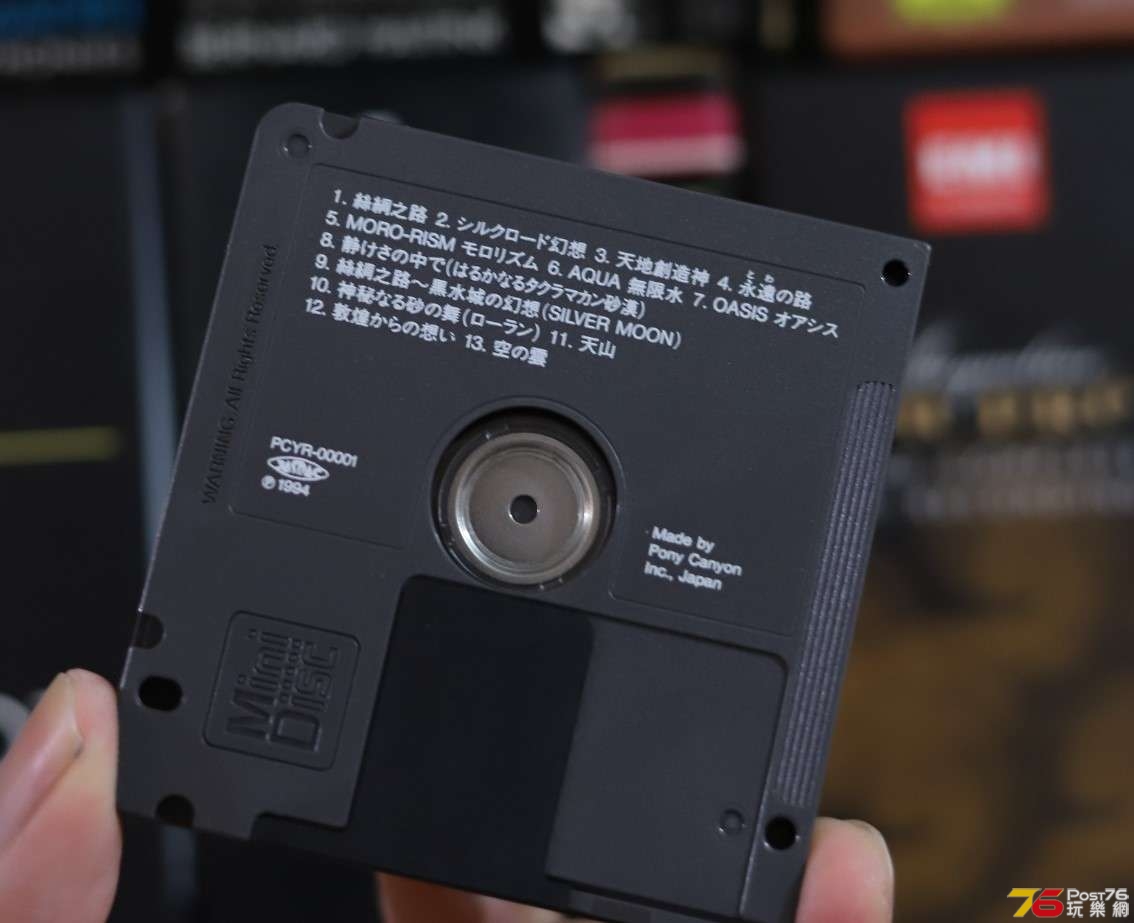 1. 絲綢之路 2. シルクロード幻想 3. 天地創造神 4. 永遠の路
とわ
5. MORO-RISM モロリズム 6. AQUA 無限水 7. OASIS オアシス
8. 静けさの中で(はるかなるタクラマカン砂漠)
9. 絲綢之路〜黒水城の幻想(SILVER MOON)
10. 神秘なる砂の舞(ローラン) 11. 天山
12. 敦煌からの想い 13. 空の雲
WARNING All Rights Reserved
PCYR-00001
℗ 1994
Made by
Pony Canyon
Inc., Japan
Mini
Disc
76 Post76
玩樂網